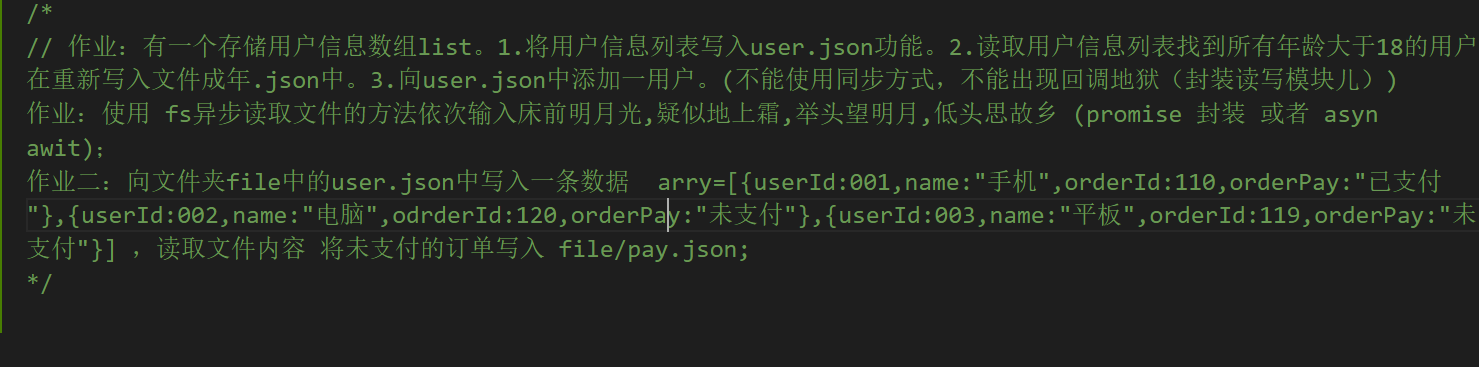 /*
// 作业：有一个存储用户信息数组list。1.将用户信息列表写入user.json功能。2.读取用户信息列表找到所有年龄大于18的用户
在重新写入文件成年.json中。3.向user.json中添加一用户。(不能使用同步方式，不能出现回调地狱（封装读写模块儿）)
作业：使用 fs异步读取文件的方法依次输入床前明月光,疑似地上霜,举头望明月,低头思故乡 (promise 封装 或者 asyn
awit)；
作业二：向文件夹file中的user.json中写入一条数据  arry=[{userId:001,name:"手机",orderId:110,orderPay:"已支付
"},{userId:002,name:"电脑",odrderId:120,orderPay:"未支付"},{userId:003,name:"平板",orderId:119,orderPay:"未
支付"}] ，读取文件内容 将未支付的订单写入 file/pay.json;
*/